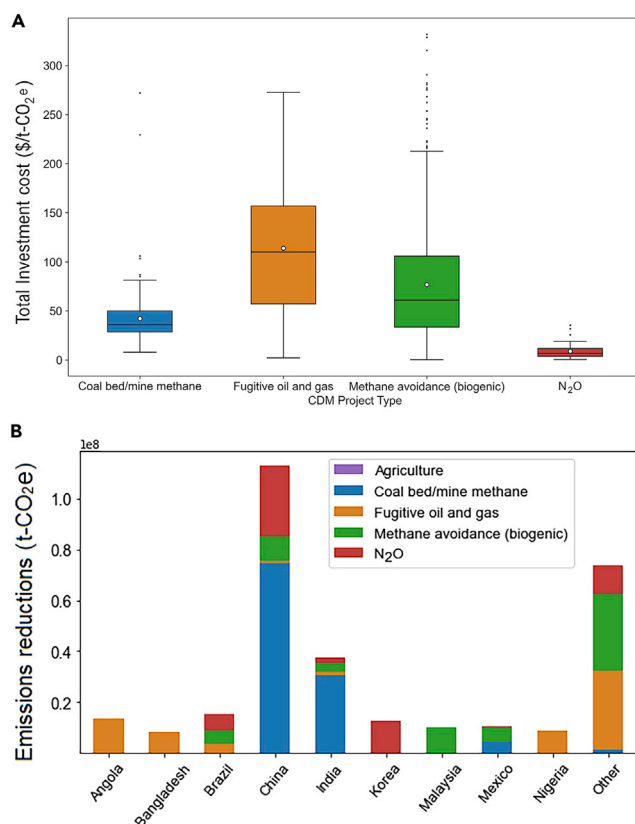 A
Total Investment cost ($/t-CO₂e)
300
250
200
150
100
50
0
Coal bed/mine methane
Fugitive oil and gas
Methane avoidance (biogenic)
N₂O
CDM Project Type
B
1e8
Emissions reductions (t-CO₂e)
1.0
0.8
0.6
0.4
0.2
Agriculture
Coal bed/mine methane
Fugitive oil and gas
Methane avoidance (biogenic)
N₂O
Angola
Bangladesh
Brazil
China
India
Korea
Malaysia
Mexico
Nigeria
Other